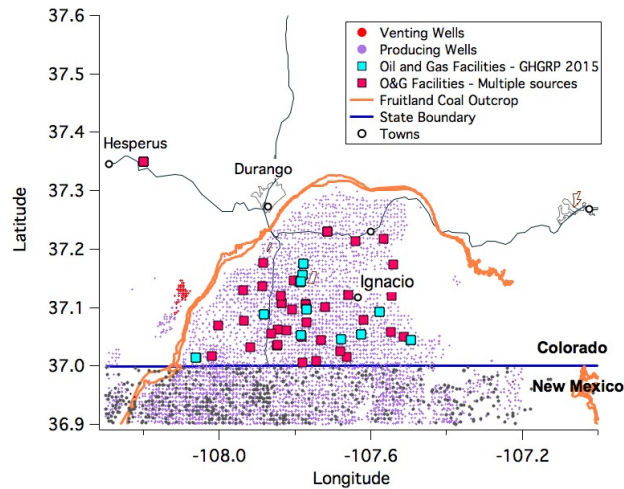 37.6
37.5
37.4
37.3
37.2
37.1
37.0
36.9
Latitude
Venting Wells
Producing Wells
Oil and Gas Facilities - GHGRP 2015
O&G Facilities - Multiple sources
Fruitland Coal Outcrop
State Boundary
Towns
Hesperus
Durango
Ignacio
Colorado
New Mexico
-108.0
-107.6
-107.2
Longitude